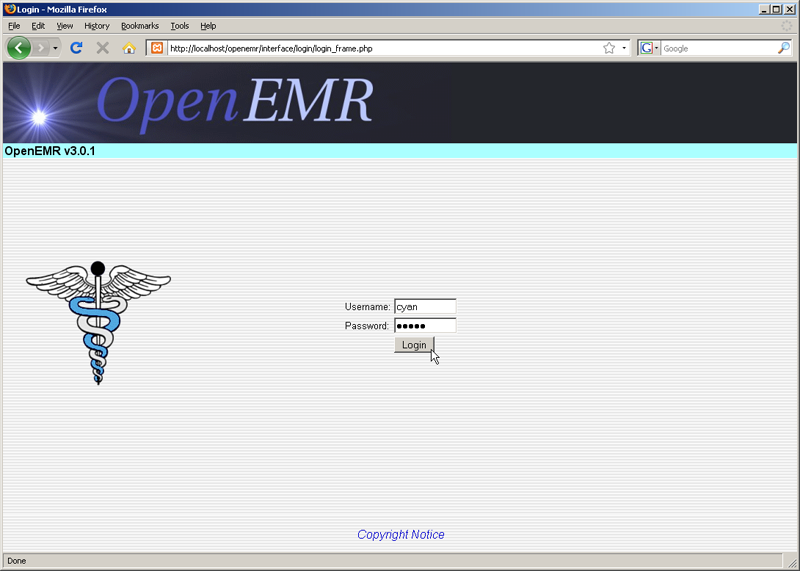 Login - Mozilla Firefox
File Edit View History Bookmarks Tools Help
http://localhost/openemr/interface/login/login_frame.php
G Google
OpenEMR
OpenEMR v3.0.1
Username: cyan
Password: •••••
Login
Copyright Notice
Done